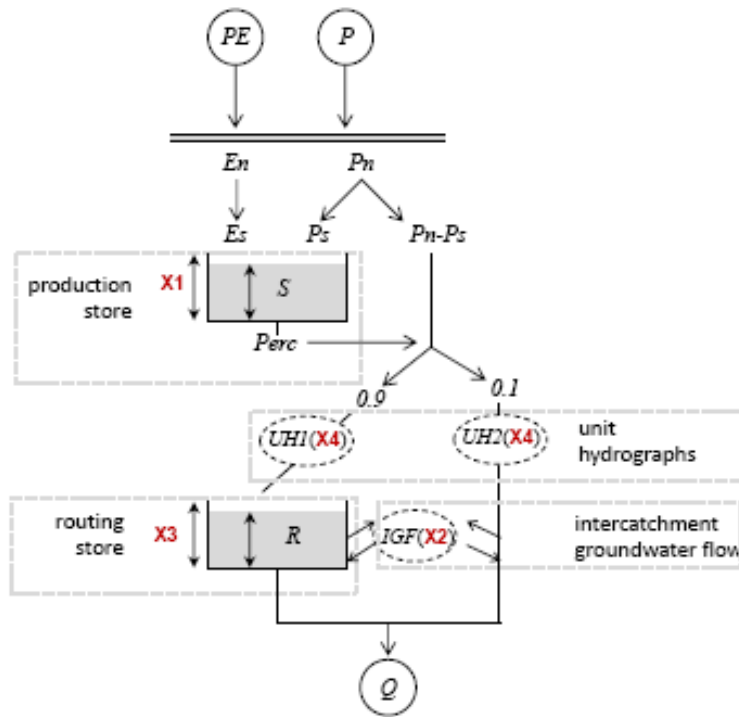 PE P
En Pn
Es Ps Pn-Ps
production
store
X1
S
Perc
0.9
0.1
UH1(X4)
UH2(X4)
unit
hydrographs
routing
store
X3
R
IGF(X2)
intercatchment
groundwater flow
Q